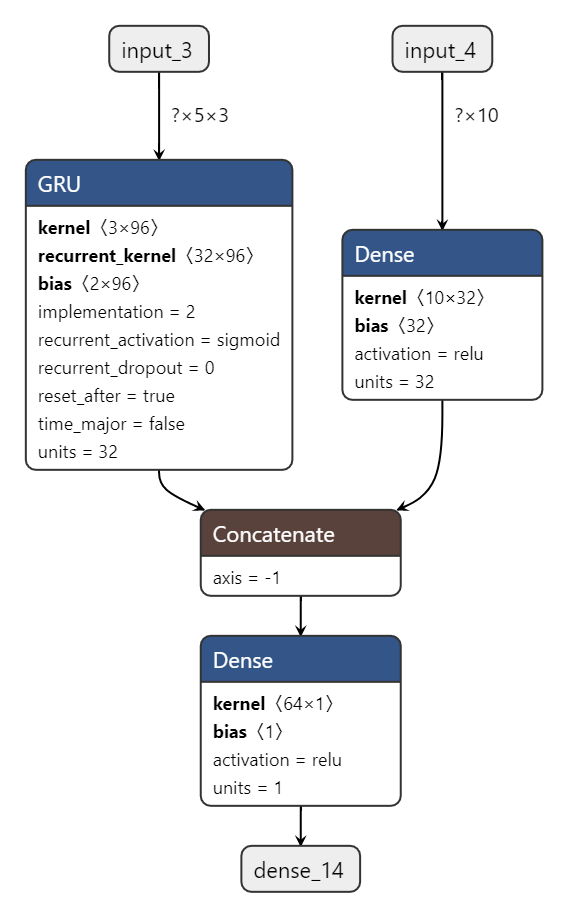 input_3
input_4
?×5×3
?×10
GRU
kernel〈3×96〉
recurrent_kernel〈32×96〉
bias〈2×96〉
implementation = 2
recurrent_activation = sigmoid
recurrent_dropout = 0
reset_after = true
time_major = false
units = 32
Dense
kernel〈10×32〉
bias〈32〉
activation = relu
units = 32
Concatenate
axis = -1
Dense
kernel〈64×1〉
bias〈1〉
activation = relu
units = 1
dense_14